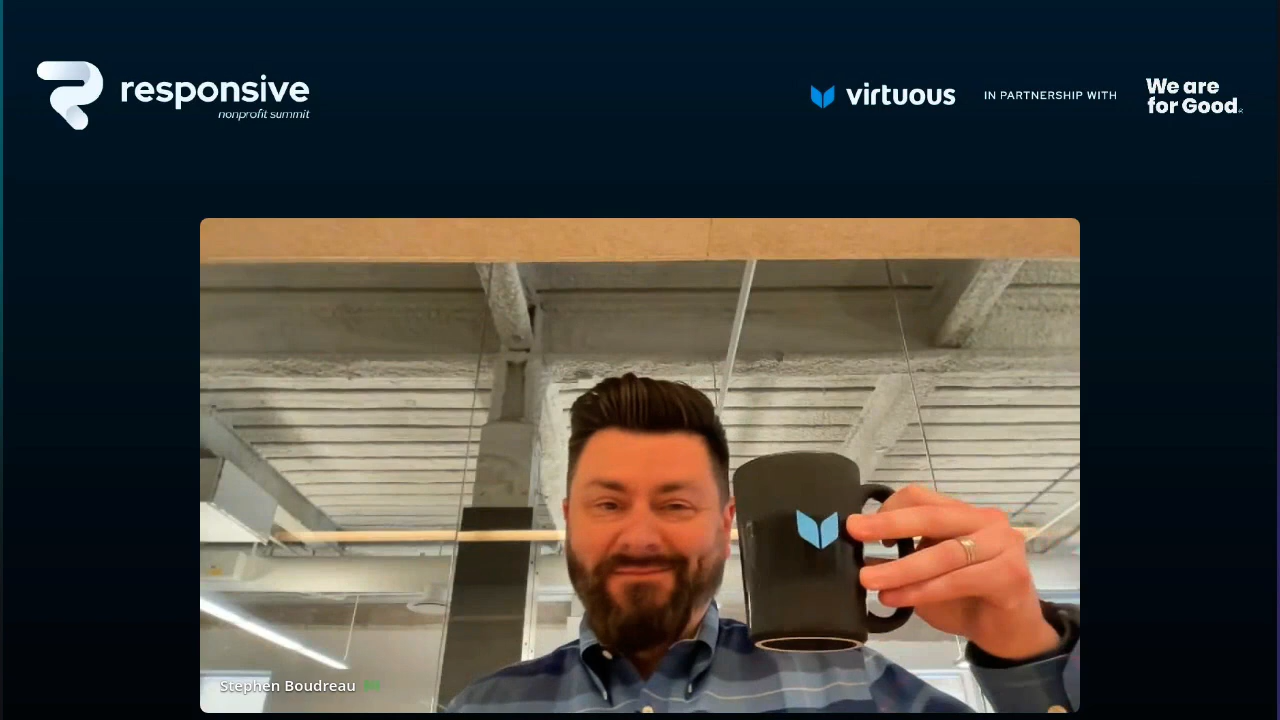 responsive
nonprofit summit
virtuous
IN PARTNERSHIP WITH
We are
for Good.
Stephen Boudreau